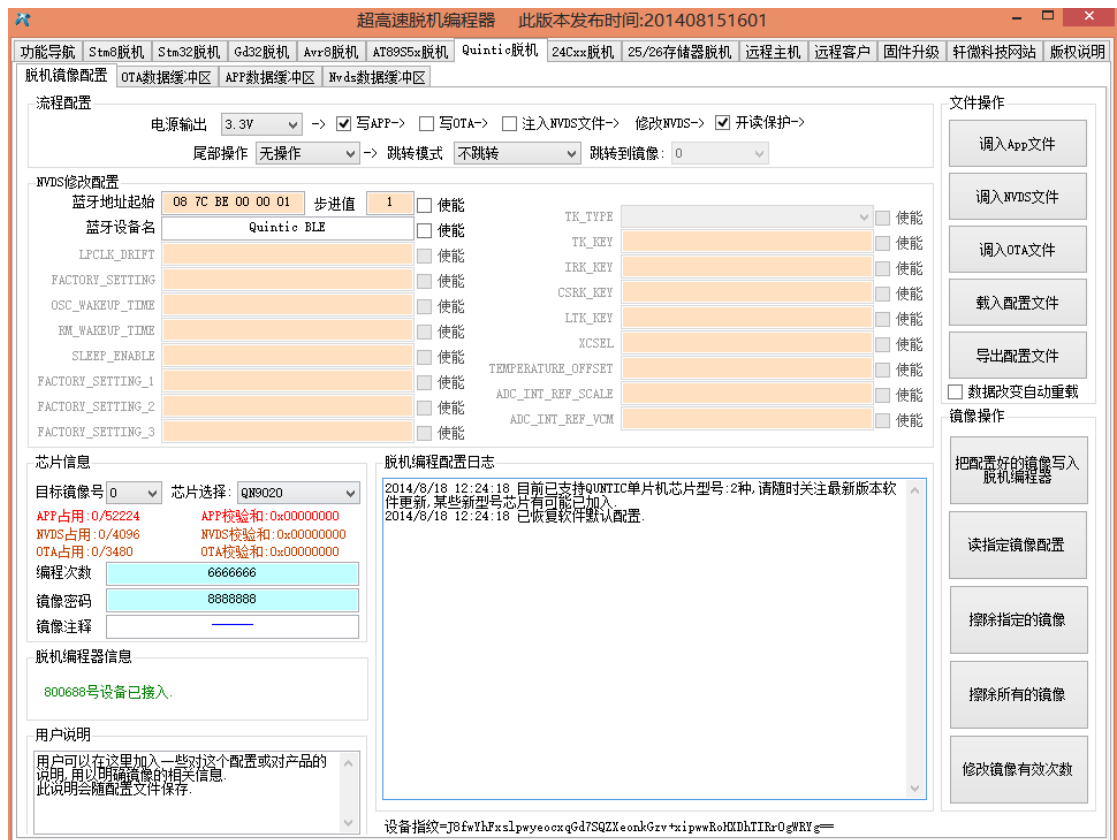 超高速脱机编程器 此版本发布时间:201408151601
功能导航 Stm8脱机 Stm32脱机 Gd32脱机 Avr8脱机 AT89S5x脱机 Quintic脱机 24Cxx脱机 25/26存储器脱机 远程主机 远程客户 固件升级 轩微科技网站 版权说明
脱机镜像配置 OTA数据缓冲区 APP数据缓冲区 Nvds数据缓冲区
流程配置
电源输出 3.3V -> 写APP-> 写OTA-> 注入NVDS文件-> 修改NVDS-> 开读保护->
尾部操作 无操作 -> 跳转模式 不跳转 跳转到镜像: 0
NVDS修改配置
蓝牙地址起始 08 7C BE 00 00 01 步进值 1 使能
蓝牙设备名 Quintic BLE 使能
LPCLK_DRIFT 使能
FACTORY_SETTING 使能
OSC_WAKEUP_TIME 使能
RM_WAKEUP_TIME 使能
SLEEP_ENABLE 使能
FACTORY_SETTING_1 使能
FACTORY_SETTING_2 使能
FACTORY_SETTING_3 使能
TK_TYPE 使能
TK_KEY 使能
IRK_KEY 使能
CSRK_KEY 使能
LTK_KEY 使能
XCSEL 使能
TEMPERATURE_OFFSET 使能
ADC_INT_REF_SCALE 使能
ADC_INT_REF_VCM 使能
芯片信息
目标镜像号 0 芯片选择: QN9020
APP占用:0/52224 APP校验和:0x00000000
NVDS占用:0/4096 NVDS校验和:0x00000000
OTA占用:0/3480 OTA校验和:0x00000000
编程次数 6666666
镜像密码 8888888
镜像注释 ———
脱机编程器信息
800688号设备已接入.
用户说明
用户可以在这里加入一些对这个配置或对产品的
说明,用以明确镜像的相关信息.
此说明会随配置文件保存.
脱机编程配置日志
2014/8/18 12:24:18 目前已支持QUNTIC单片机芯片型号:2种,请随时关注最新版本软
件更新,某些新型号芯片有可能已加入.
2014/8/18 12:24:18 已恢复软件默认配置.
设备指纹=J8fwYhFxslpwyeocxqGd7SQZXeonkGzv+xipwwRoHXDhTIRrOgWRYg==
文件操作
调入App文件
调入NVDS文件
调入OTA文件
载入配置文件
导出配置文件
数据改变自动重载
镜像操作
把配置好的镜像写入
脱机编程器
读指定镜像配置
擦除指定的镜像
擦除所有的镜像
修改镜像有效次数